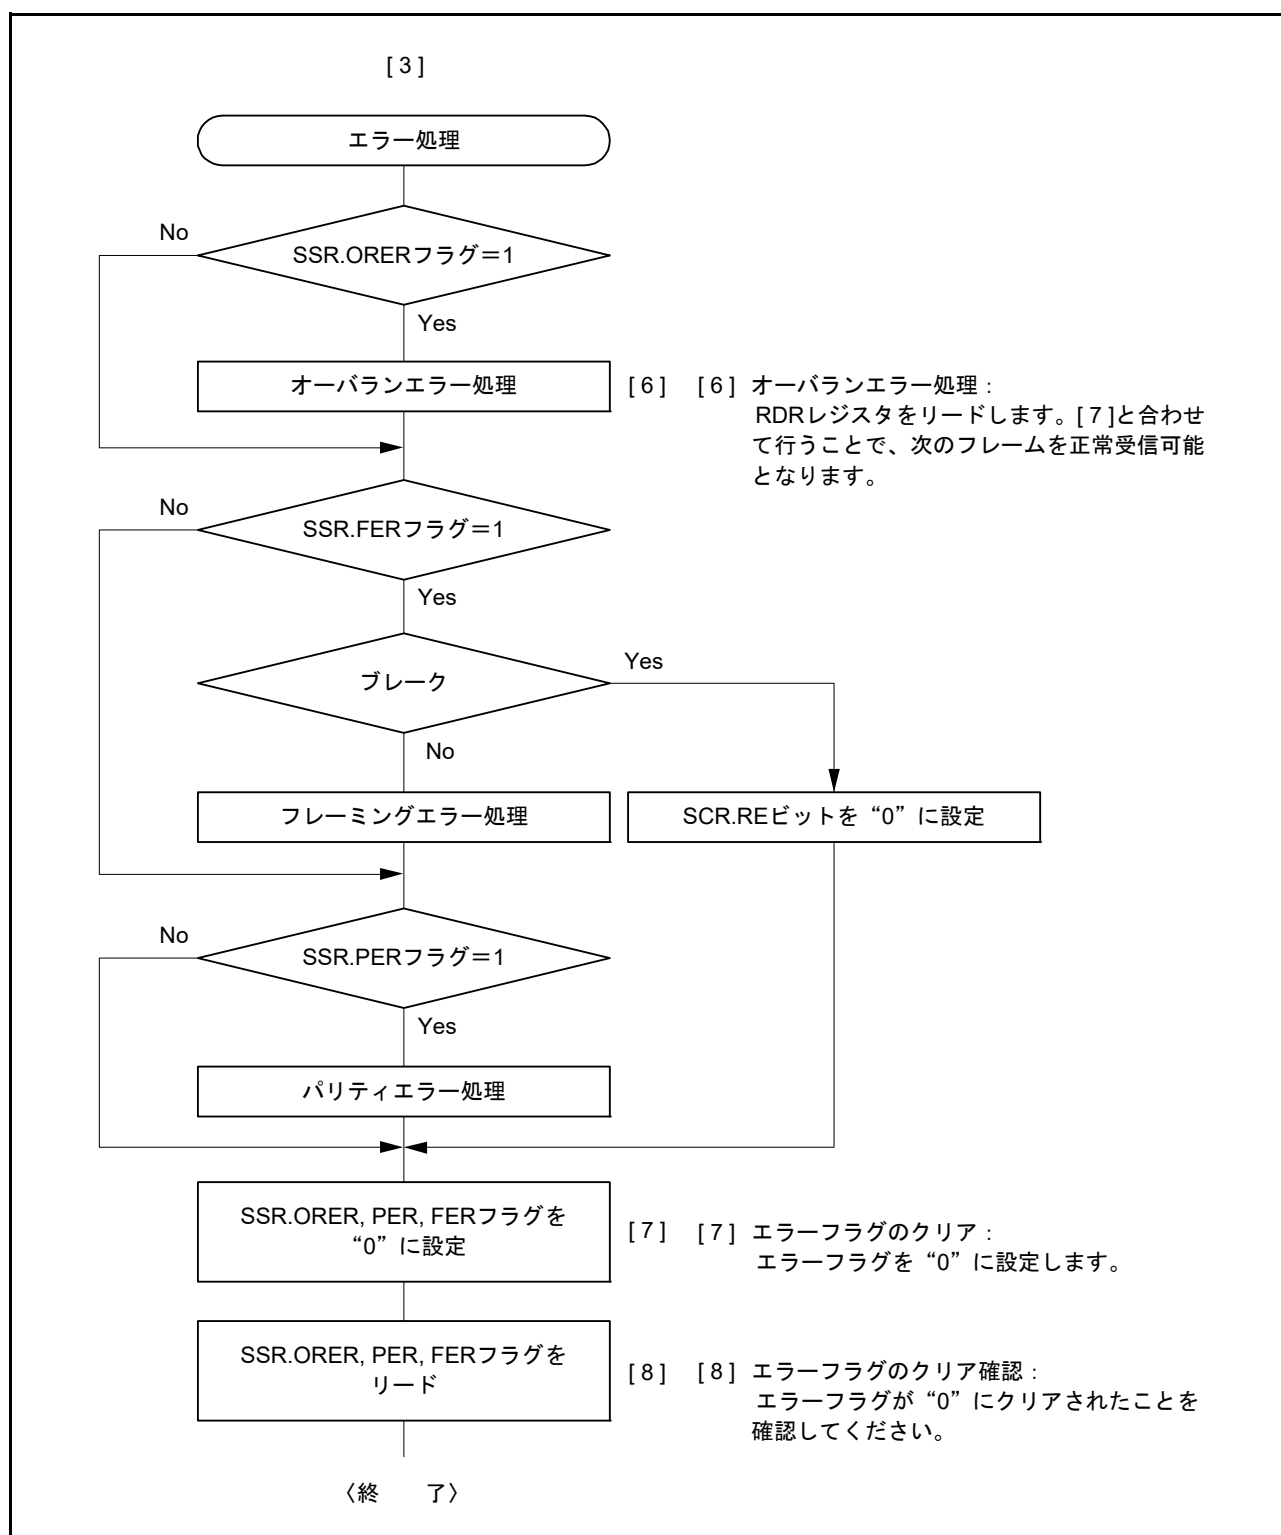 [ 3 ]
エラー処理
No
SSR.ORERフラグ＝1
Yes
オーバランエラー処理
[ 6 ]
[ 6 ] オーバランエラー処理：
RDRレジスタをリードします。[ 7 ]と合わせ
て行うことで、次のフレームを正常受信可能
となります。
No
SSR.FERフラグ＝1
Yes
ブレーク
Yes
No
フレーミングエラー処理
SCR.REビットを“0”に設定
No
SSR.PERフラグ＝1
Yes
パリティエラー処理
SSR.ORER, PER, FERフラグを
“0”に設定
[ 7 ]
[ 7 ] エラーフラグのクリア：
エラーフラグを“0”に設定します。
SSR.ORER, PER, FERフラグを
リード
[ 8 ]
[ 8 ] エラーフラグのクリア確認：
エラーフラグが“0”にクリアされたことを
確認してください。
〈終　了〉